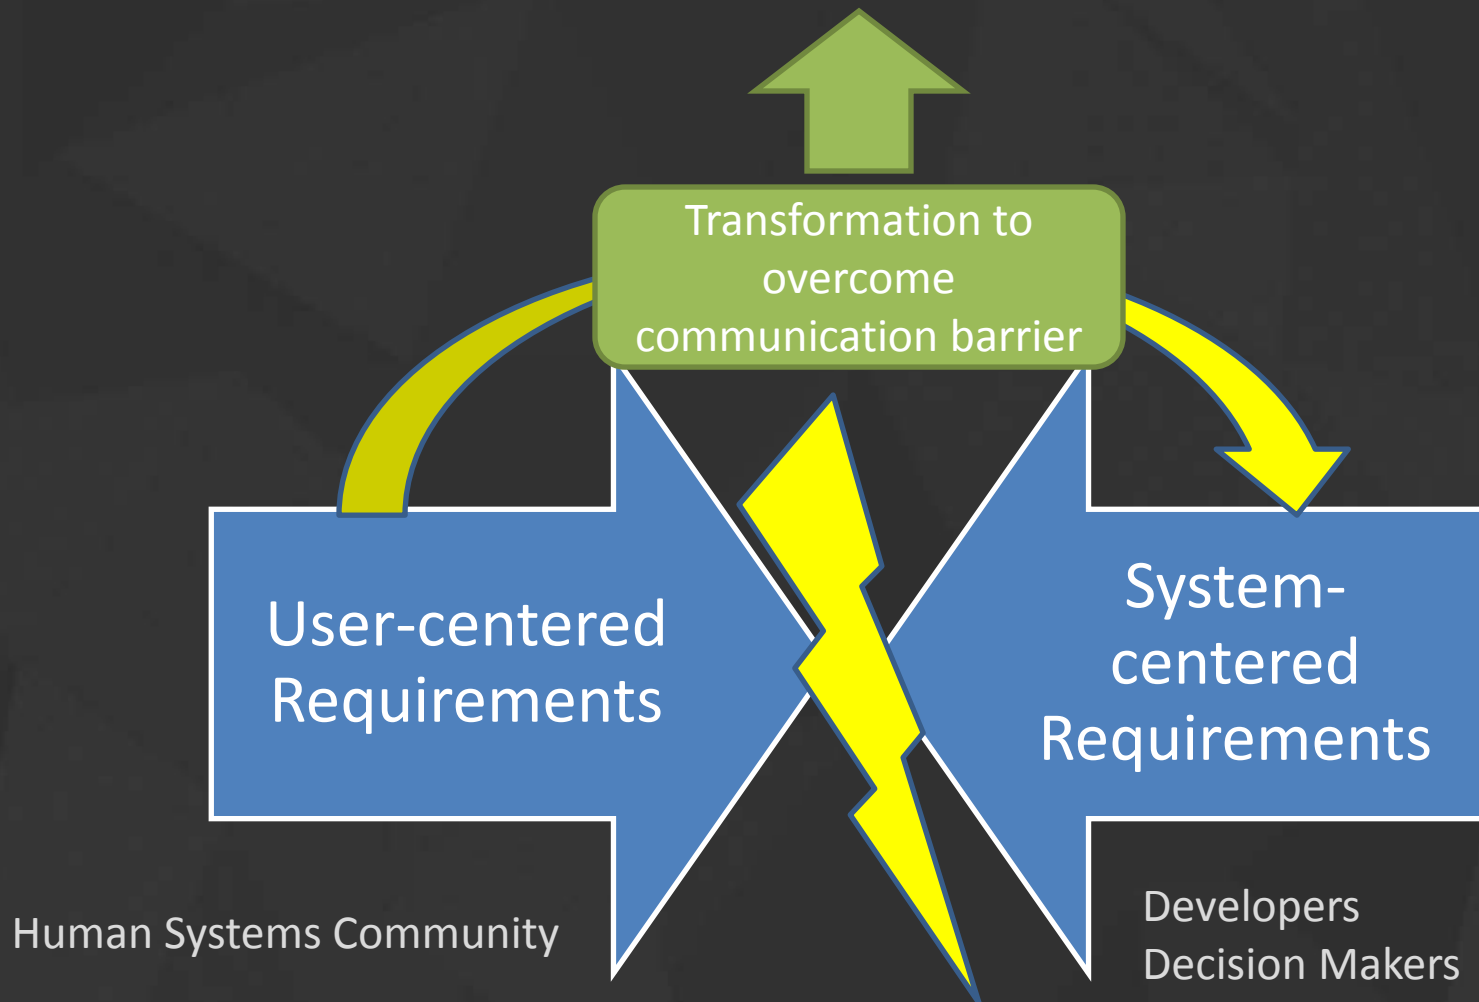 Transformation to
overcome
communication barrier
User-centered
Requirements
System-
centered
Requirements
Human Systems Community
Developers
Decision Makers